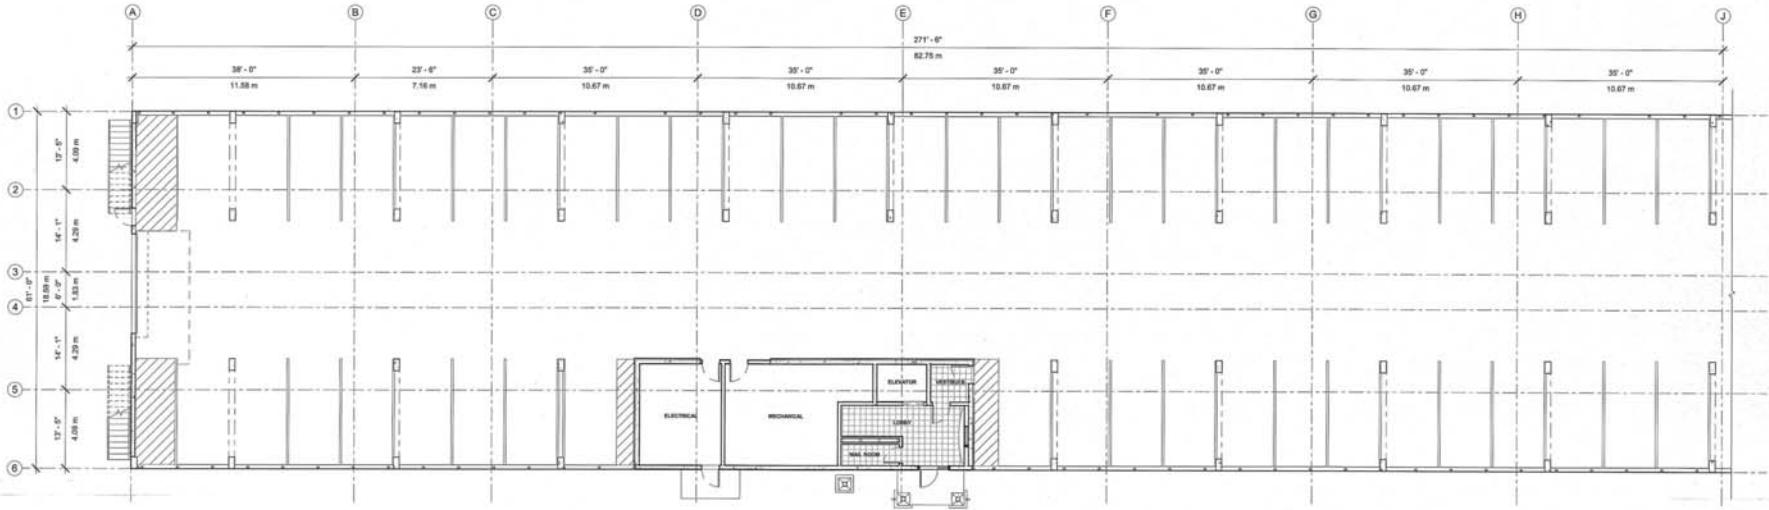 A B C D E F G H J
271' - 6"
82.75 m
38' - 0" 23' - 6" 35' - 0" 35' - 0" 35' - 0" 35' - 0" 35' - 0" 35' - 0"
11.58 m 7.16 m 10.67 m 10.67 m 10.67 m 10.67 m 10.67 m 10.67 m
1
13' - 5"
4.09 m
2
14' - 1"
4.29 m
3
61' - 0"
18.59 m
6' - 0"
1.83 m
4
14' - 1"
4.29 m
5
13' - 5"
4.09 m
6
ELEVATOR
VESTIBULE
ELECTRICAL
MECHANICAL
LOBBY
MAIL ROOM